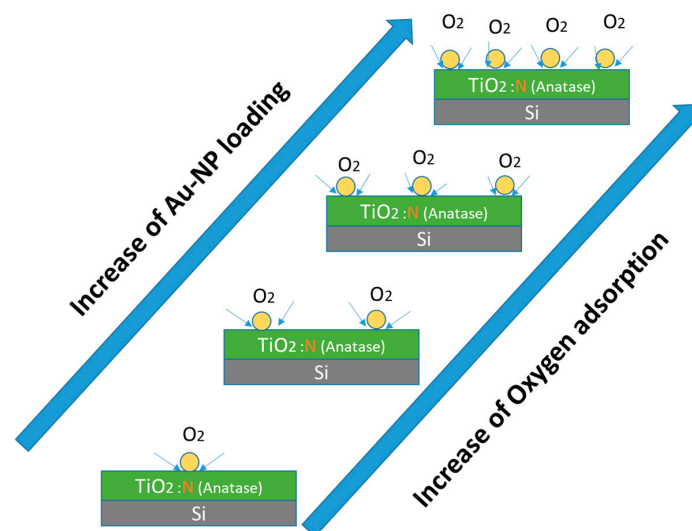 O2 O2 O2 O2
TiO2 :N (Anatase)
Si
Increase of Au-NP loading
O2 O2 O2
TiO2 :N (Anatase)
Si
Increase of Oxygen adsorption
O2 O2
TiO2 :N (Anatase)
Si
O2
TiO2 :N (Anatase)
Si